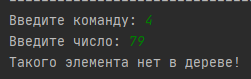 Введите команду: 4
Введите число: 79
Такого элемента нет в дереве!